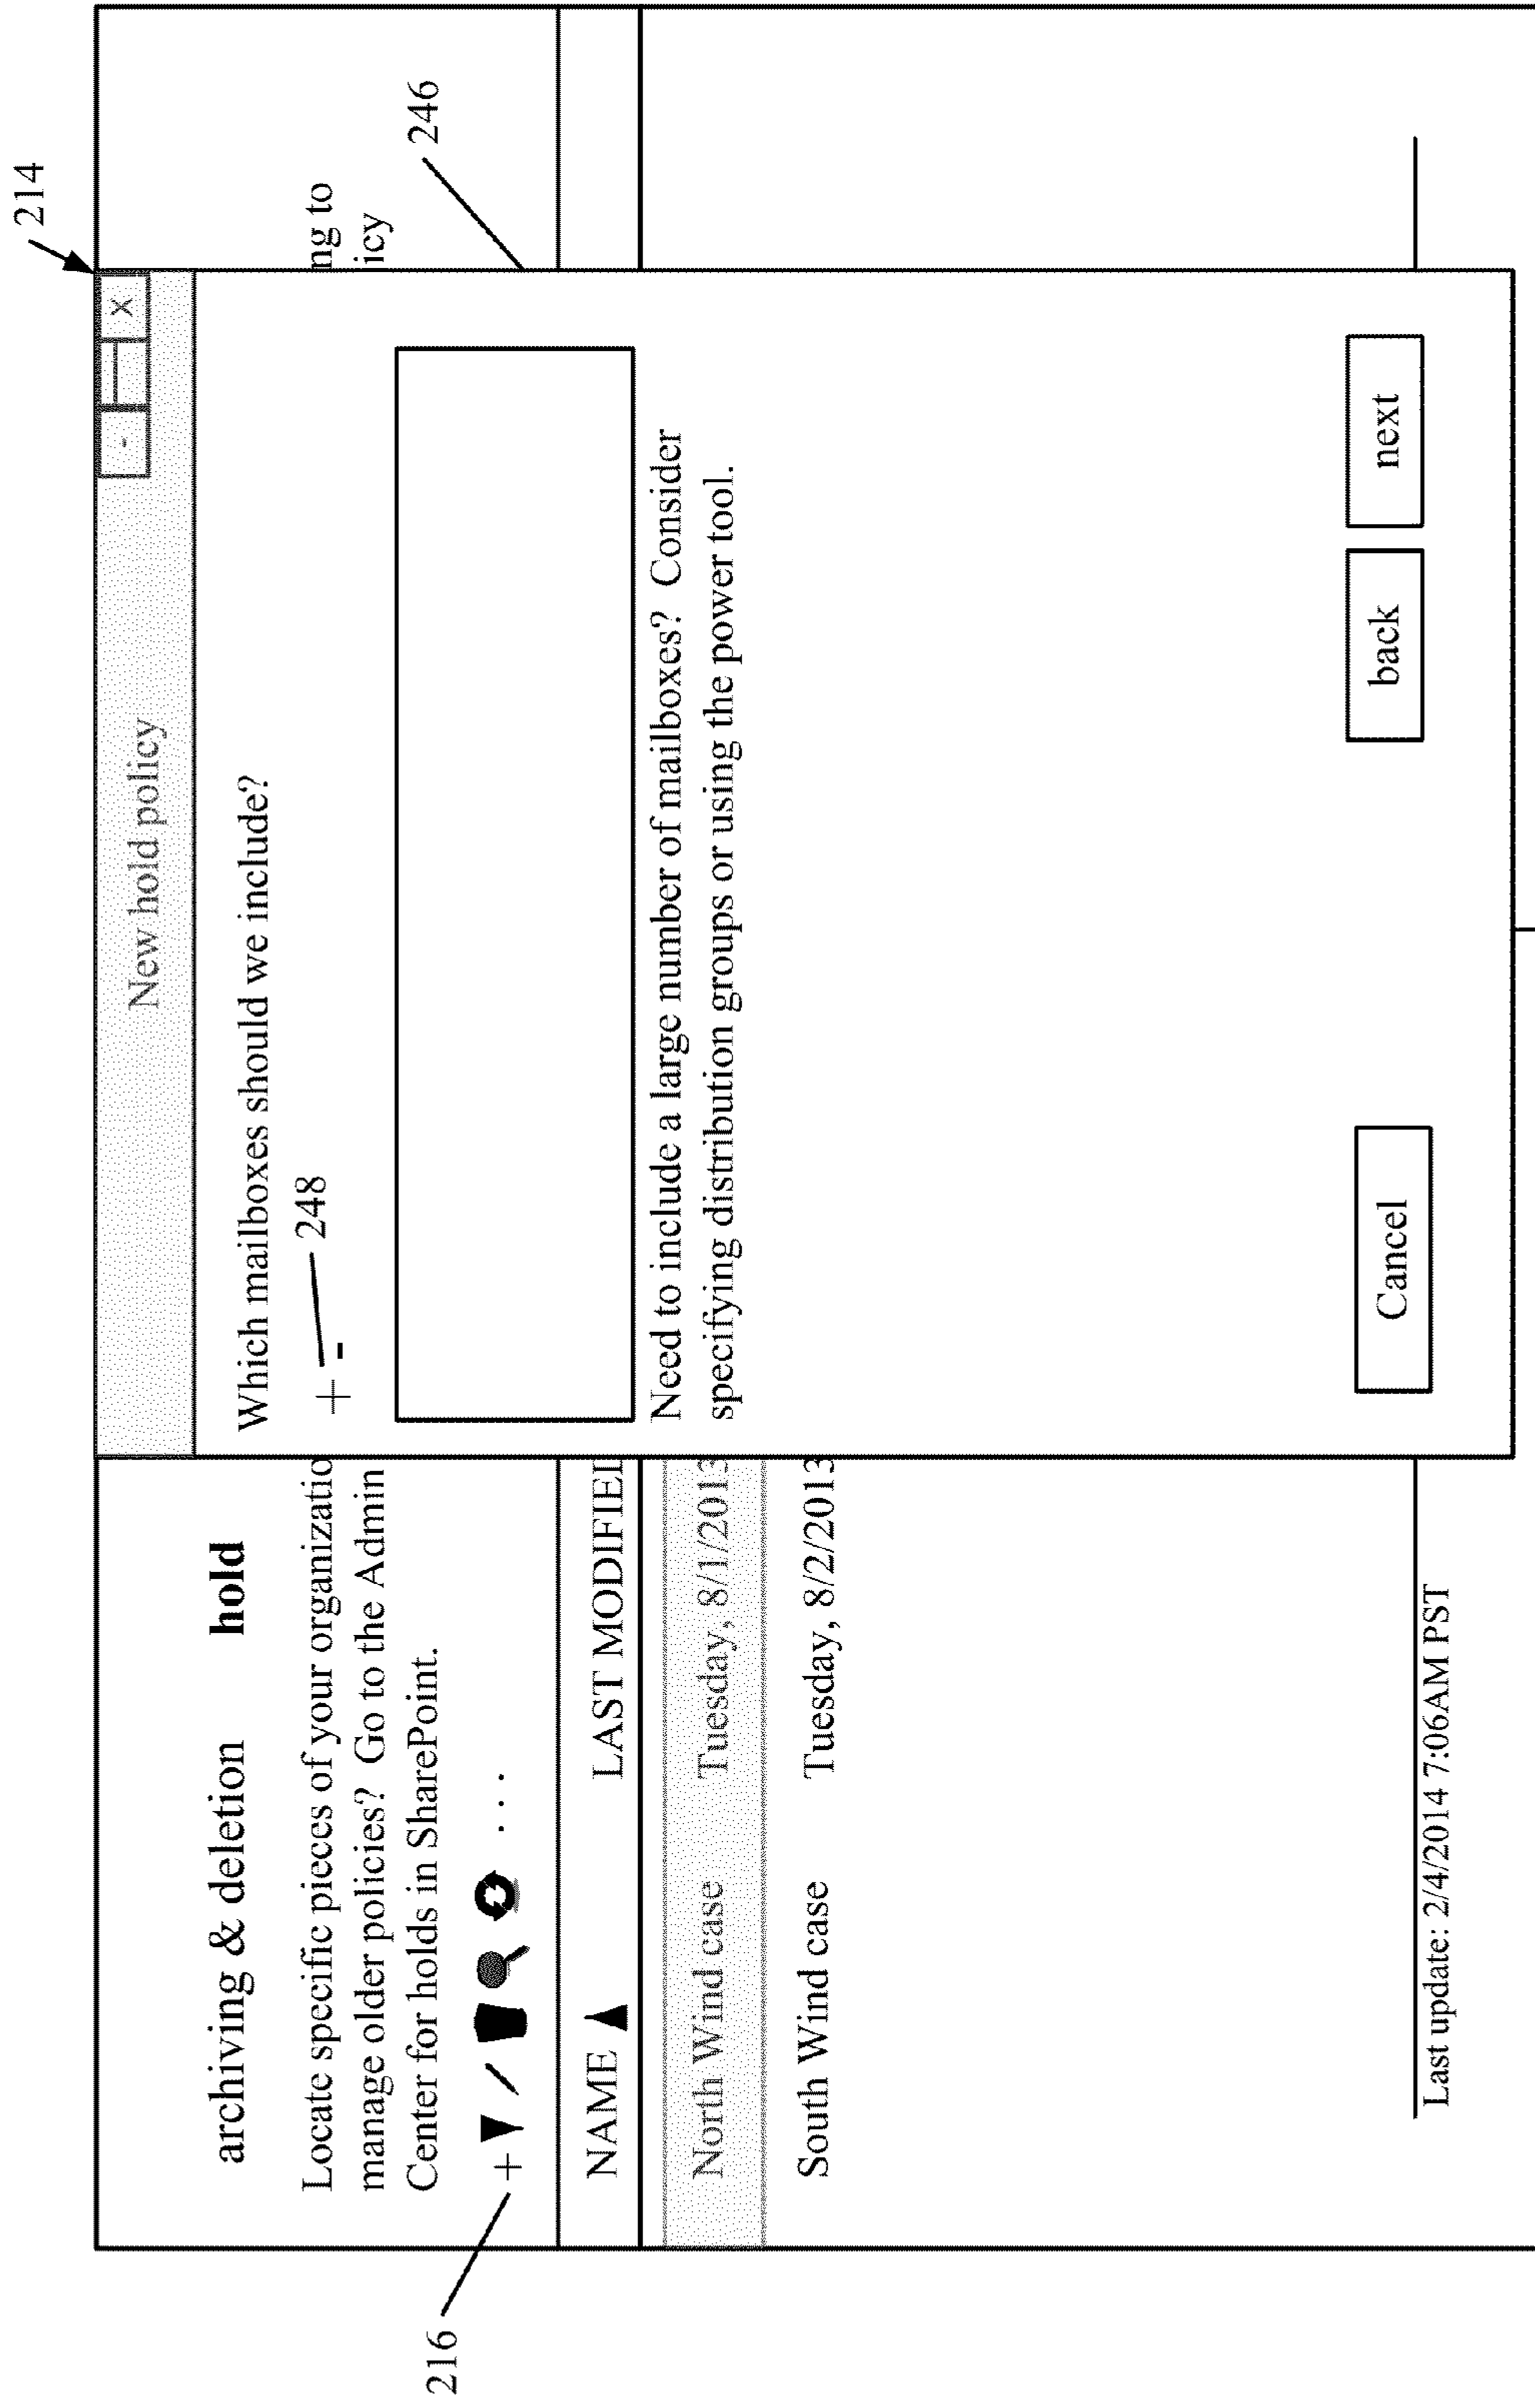 214
New hold policy
- X
archiving & deletion hold
Which mailboxes should we include?
Locate specific pieces of your organizatio
+ - 248
ng to
manage older policies? Go to the Admin
icy
Center for holds in SharePoint.
246
216
+ ...
NAME LAST MODIFIED
Need to include a large number of mailboxes? Consider
specifying distribution groups or using the power tool.
North Wind case Tuesday, 8/1/2013
South Wind case Tuesday, 8/2/2013
Cancel back next
Last update: 2/4/2014 7:06AM PST